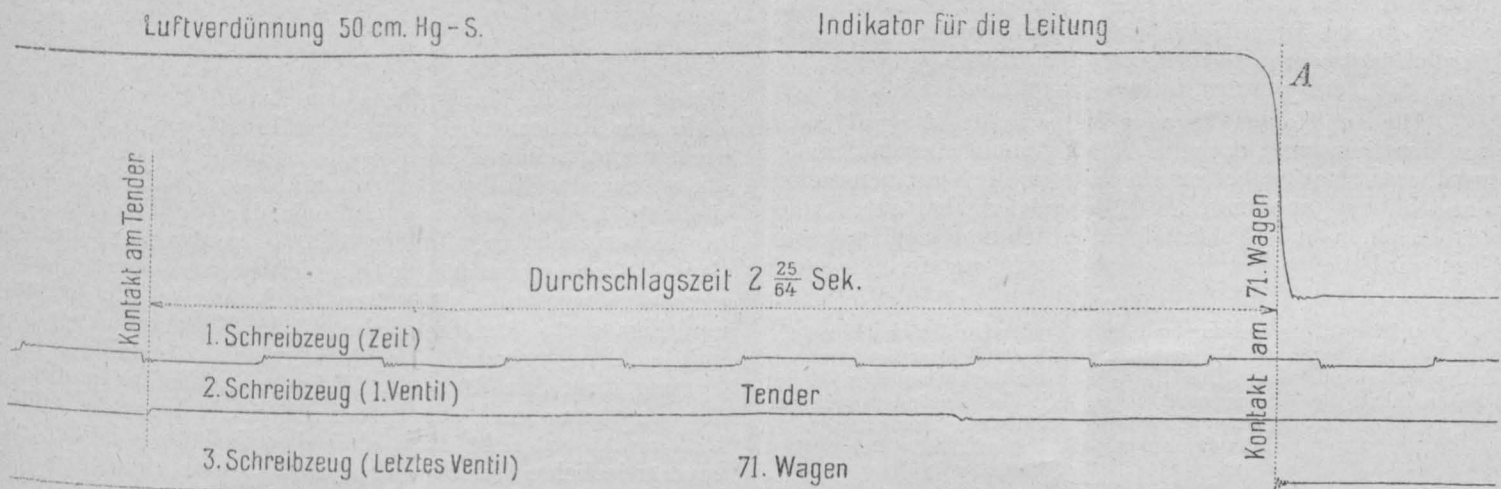 Luftverdünnung 50 cm. Hg-S.
Indikator für die Leitung
A
Kontakt am Tender
Durchschlagszeit 2 25/64 Sek.
Kontakt am 71. Wagen
1. Schreibzeug (Zeit)
2. Schreibzeug (1. Ventil)
Tender
3. Schreibzeug (Letztes Ventil)
71. Wagen